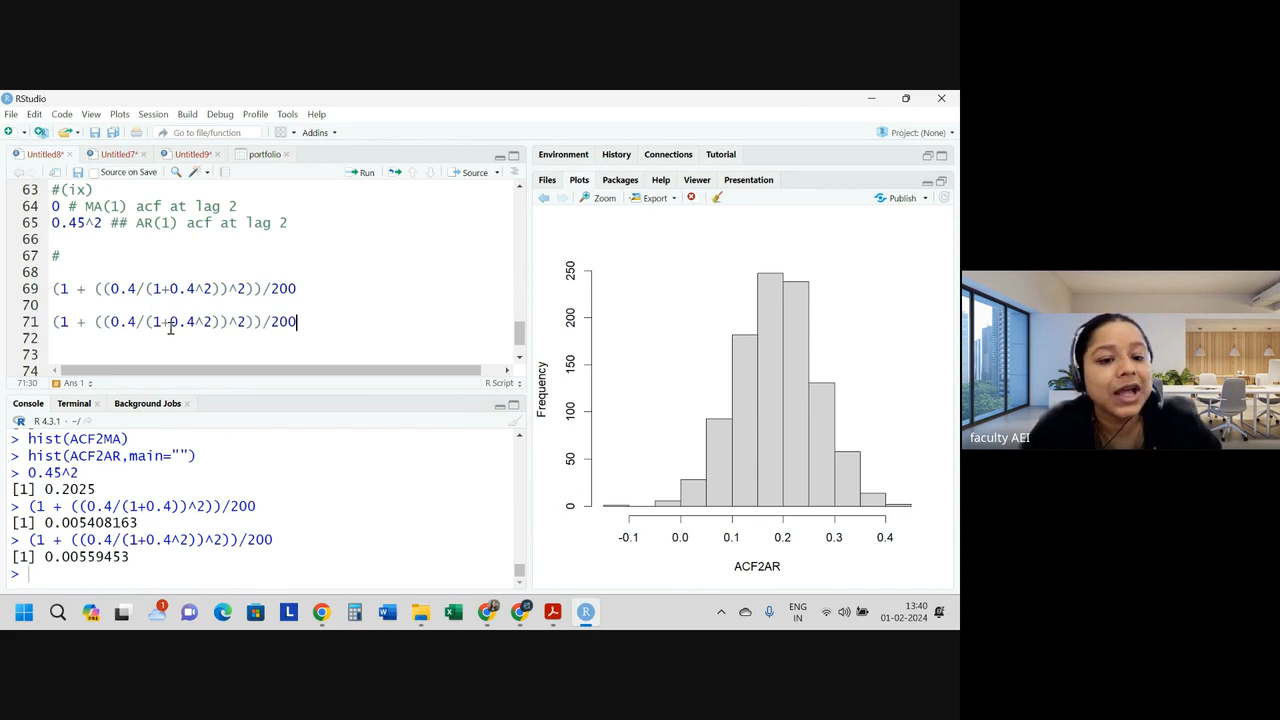 RStudio
File Edit Code View Plots Session Build Debug Profile Tools Help
Go to file/function Addins Project: (None)
Untitled8* Untitled7* Untitled9* portfolio
Source on Save Run Source
63 #(ix)
64 0 # MA(1) acf at lag 2
65 0.45^2 ## AR(1) acf at lag 2
66
67 #
68
69 (1 + ((0.4/(1+0.4^2))^2))/200
70
71 (1 + ((0.4/(1+0.4^2))^2))/200
72
73
74
71:30 Ans 1 R Script
Console Terminal Background Jobs
R 4.3.1 · ~/
> hist(ACF2MA)
> hist(ACF2AR,main="")
> 0.45^2
[1] 0.2025
> (1 + ((0.4/(1+0.4))^2))/200
[1] 0.005408163
> (1 + ((0.4/(1+0.4^2))^2))/200
[1] 0.00559453
>
Environment History Connections Tutorial
Files Plots Packages Help Viewer Presentation
Zoom Export Publish
Frequency
250
200
150
100
50
0
-0.1 0.0 0.1 0.2 0.3 0.4
ACF2AR
faculty AEI
1
PRE
L
ENG
IN
13:40
01-02-2024